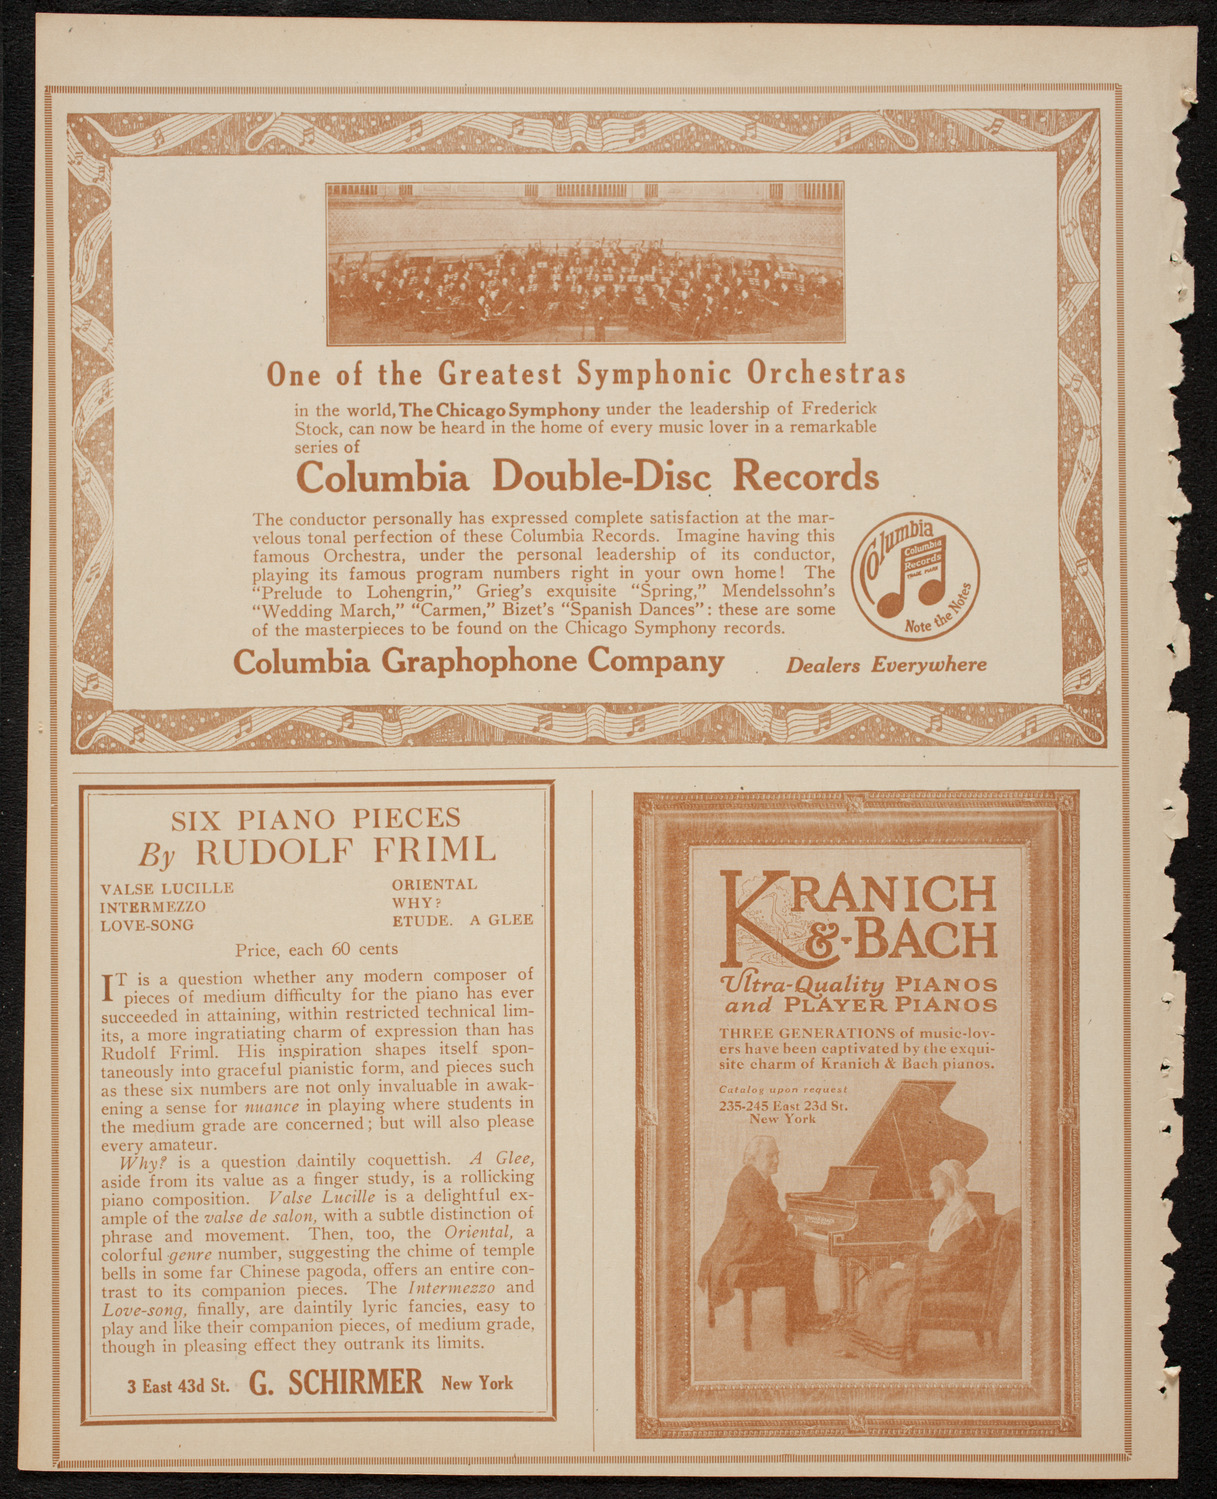 One of the Greatest Symphonic Orchestras
in the world, The Chicago Symphony under the leadership of Frederick
Stock, can now be heard in the home of every music lover in a remarkable
series of
Columbia Double-Disc Records
The conductor personally has expressed complete satisfaction at the mar-
velous tonal perfection of these Columbia Records. Imagine having this
famous Orchestra, under the personal leadership of its conductor,
playing its famous program numbers right in your own home! The
“Prelude to Lohengrin,” Grieg’s exquisite “Spring,” Mendelssohn’s
“Wedding March,” “Carmen,” Bizet’s “Spanish Dances”: these are some
of the masterpieces to be found on the Chicago Symphony records.
Columbia
Columbia
Records
TRADE MARK
Note the Notes
Columbia Graphophone Company Dealers Everywhere
SIX PIANO PIECES
By RUDOLF FRIML
VALSE LUCILLE
INTERMEZZO
LOVE-SONG
ORIENTAL
WHY?
ETUDE. A GLEE
Price, each 60 cents
IT is a question whether any modern composer of
pieces of medium difficulty for the piano has ever
succeeded in attaining, within restricted technical lim-
its, a more ingratiating charm of expression than has
Rudolf Friml. His inspiration shapes itself spon-
taneously into graceful pianistic form, and pieces such
as these six numbers are not only invaluable in awak-
ening a sense for nuance in playing where students in
the medium grade are concerned; but will also please
every amateur.
Why? is a question daintily coquettish. A Glee,
aside from its value as a finger study, is a rollicking
piano composition. Valse Lucille is a delightful ex-
ample of the valse de salon, with a subtle distinction of
phrase and movement. Then, too, the Oriental, a
colorful genre number, suggesting the chime of temple
bells in some far Chinese pagoda, offers an entire con-
trast to its companion pieces. The Intermezzo and
Love-song, finally, are daintily lyric fancies, easy to
play and like their companion pieces, of medium grade,
though in pleasing effect they outrank its limits.
3 East 43d St. G. SCHIRMER New York
KRANICH
&-BACH
Ultra-Quality PIANOS
and PLAYER PIANOS
THREE GENERATIONS of music-lov-
ers have been captivated by the exqui-
site charm of Kranich & Bach pianos.
Catalog upon request
235-245 East 23d St.
New York